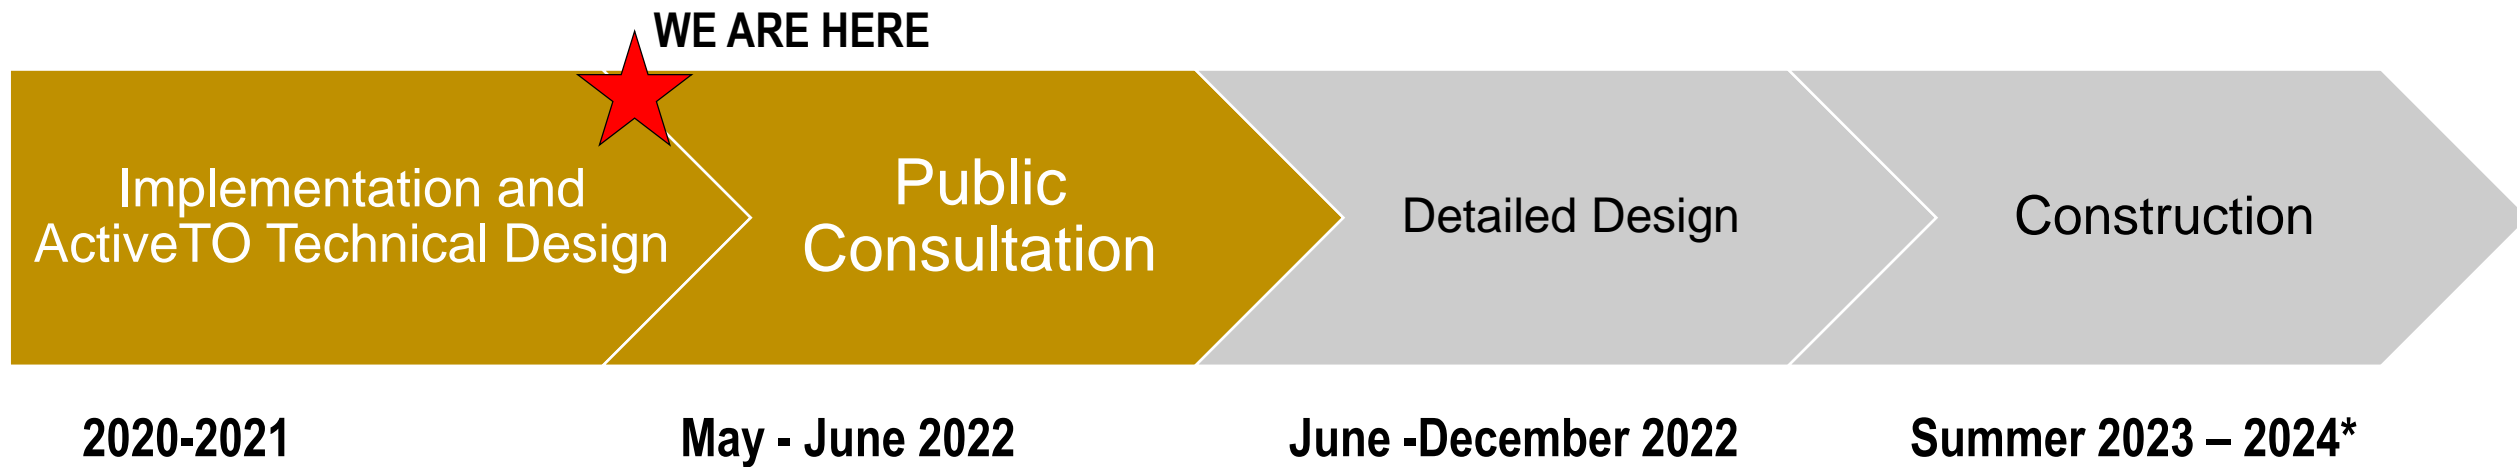 WE ARE HERE
Implementation and
ActiveTO Technical Design
Public
Consultation
Detailed Design
Construction
2020-2021
May - June 2022
June -December 2022
Summer 2023 – 2024*